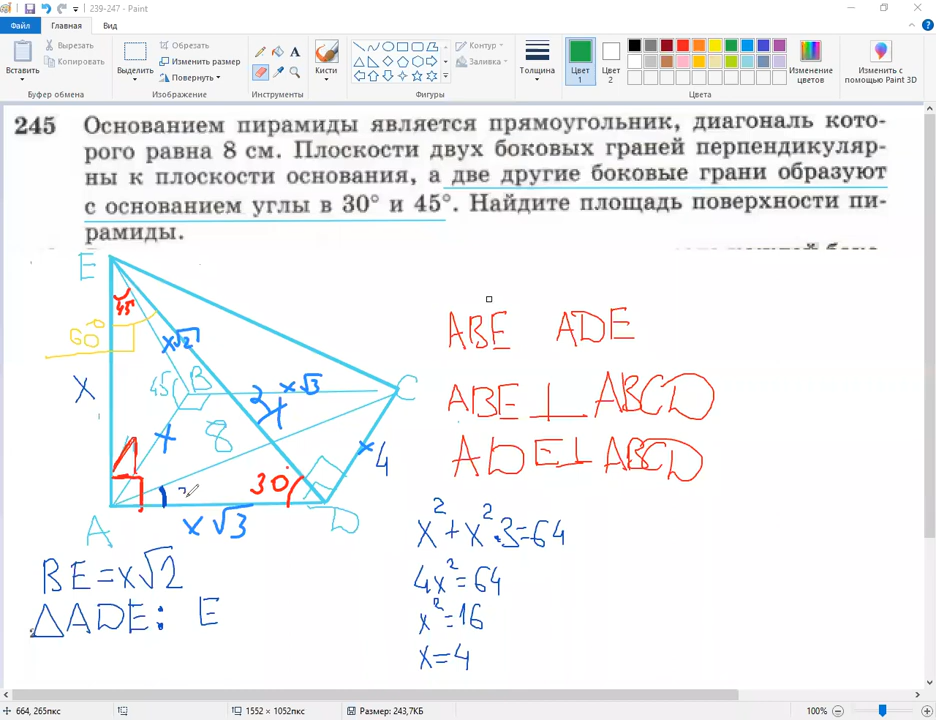 239-247 - Paint
Файл Главная Вид
Вставить
Вырезать
Копировать
Буфер обмена
Выделить
Обрезать
Изменить размер
Повернуть
Изображение
A
Инструменты
Кисти
Контур
Заливка
Фигуры
Толщина
Цвет 1
Цвет 2
Изменение цветов
Цвета
Изменить с помощью Paint 3D
245 Основанием пирамиды является прямоугольник, диагональ кото-
рого равна 8 см. Плоскости двух боковых граней перпендикуляр-
ны к плоскости основания, а две другие боковые грани образуют
с основанием углы в 30° и 45°. Найдите площадь поверхности пи-
рамиды.
E
45
60°
x√2
x
45
B
x√3
C
2x
x
8
x
4
30
A
x√3
D
ABE ADE
ABE ⊥ ABCD
ADE ⊥ ABCD
x²+x²·3=64
4x²=64
x²=16
x=4
BE=x√2
△ADE: E
664, 265пкс
1552 × 1052пкс
Размер: 243,7КБ
100%